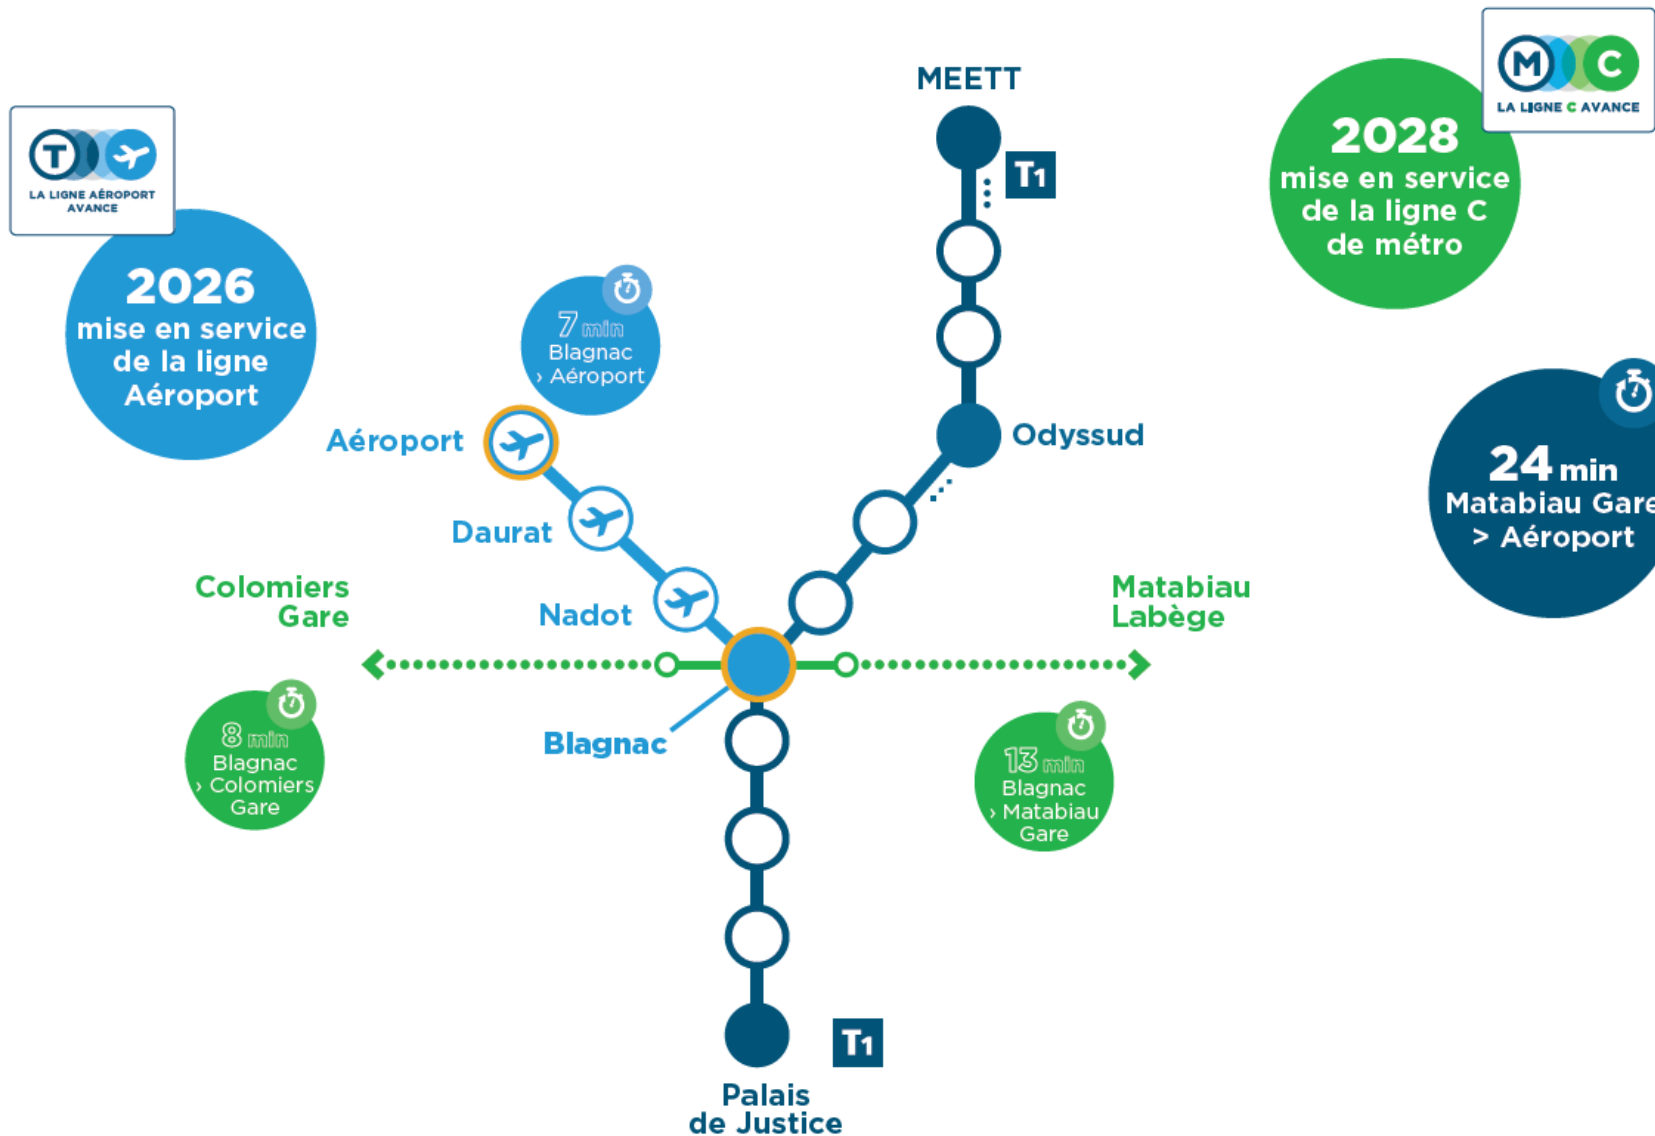 T
LA LIGNE AÉROPORT
AVANCE
2026
mise en service
de la ligne
Aéroport
7 min
Blagnac
› Aéroport
MEETT
T1
M C
LA LIGNE C AVANCE
2028
mise en service
de la ligne C
de métro
Aéroport
Odyssud
24 min
Matabiau Gare
> Aéroport
Daurat
Nadot
Colomiers
Gare
Matabiau
Labège
Blagnac
8 min
Blagnac
› Colomiers
Gare
13 min
Blagnac
› Matabiau
Gare
T1
Palais
de Justice